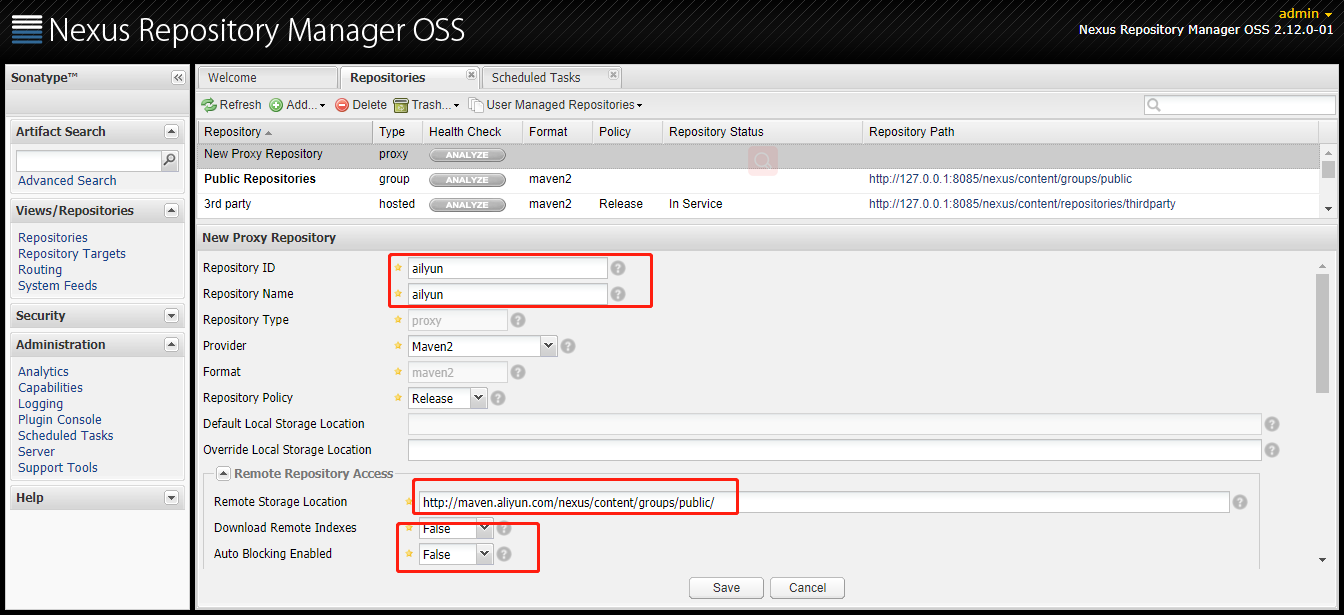 admin
Nexus Repository Manager OSS
Nexus Repository Manager OSS 2.12.0-01
Sonatype™
Artifact Search
Advanced Search
Views/Repositories
Repositories
Repository Targets
Routing
System Feeds
Security
Administration
Analytics
Capabilities
Logging
Plugin Console
Scheduled Tasks
Server
Support Tools
Help
Welcome Repositories Scheduled Tasks
Refresh Add... Delete Trash... User Managed Repositories
Repository Type Health Check Format Policy Repository Status Repository Path
New Proxy Repository proxy ANALYZE
Public Repositories group ANALYZE maven2 http://127.0.0.1:8085/nexus/content/groups/public
3rd party hosted ANALYZE maven2 Release In Service http://127.0.0.1:8085/nexus/content/repositories/thirdparty
New Proxy Repository
Repository ID ailyun
Repository Name ailyun
Repository Type proxy
Provider Maven2
Format maven2
Repository Policy Release
Default Local Storage Location
Override Local Storage Location
Remote Repository Access
Remote Storage Location http://maven.aliyun.com/nexus/content/groups/public/
Download Remote Indexes False
Auto Blocking Enabled False
Save Cancel